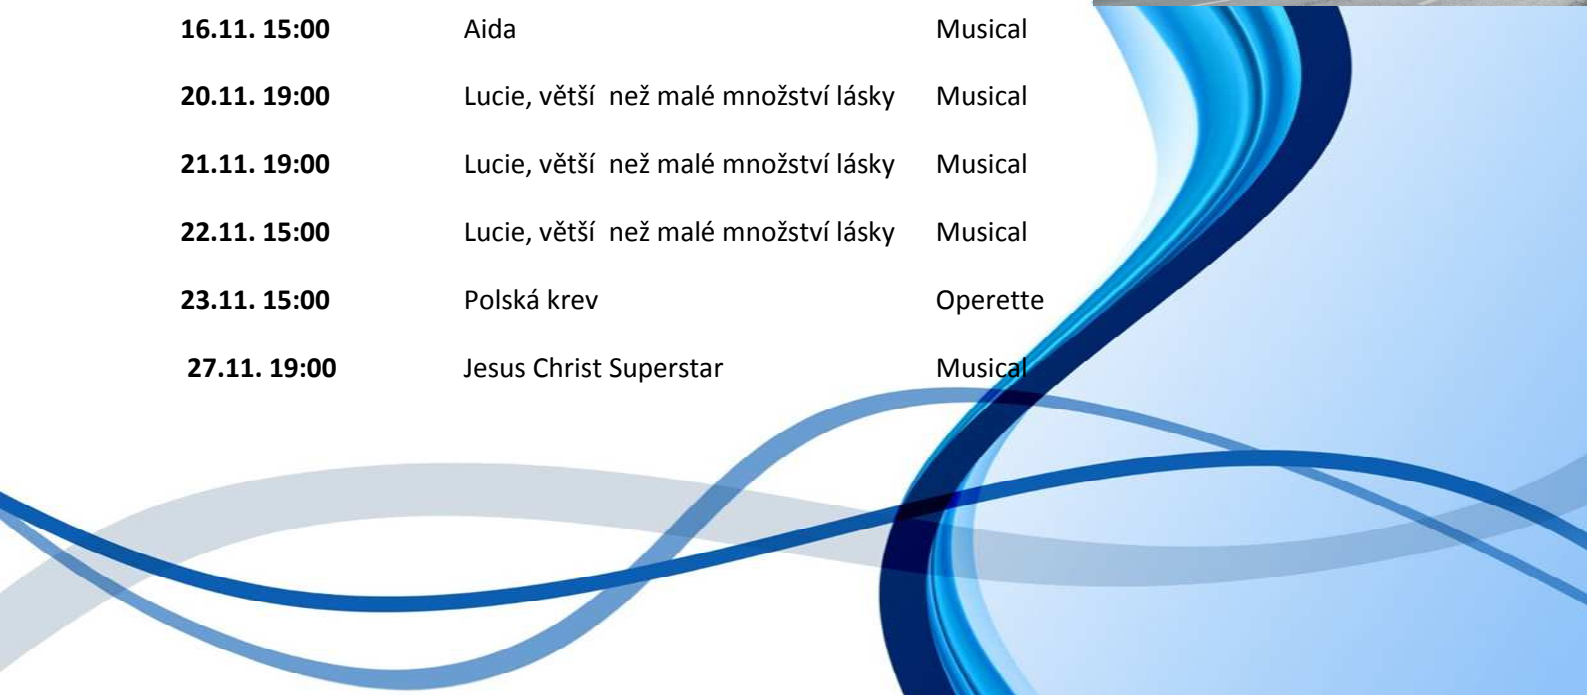 16.11. 15:00 Aida Musical
20.11. 19:00 Lucie, větší  než malé množství lásky Musical
21.11. 19:00 Lucie, větší  než malé množství lásky Musical
22.11. 15:00 Lucie, větší  než malé množství lásky Musical
23.11. 15:00 Polská krev Operette
27.11. 19:00 Jesus Christ Superstar Musical